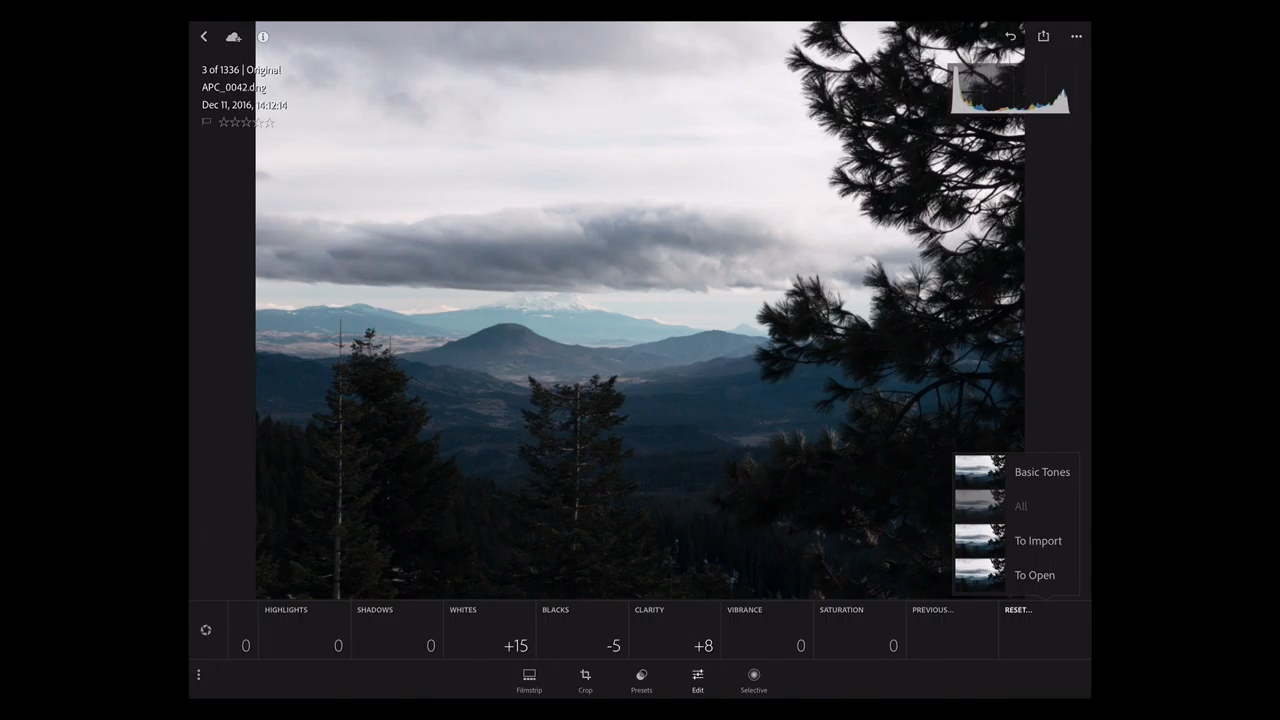 3 of 1336 | Original
APC_0042.dng
Dec 11, 2016, 14:12:14
Basic Tones
All
To Import
To Open
HIGHLIGHTS SHADOWS WHITES BLACKS CLARITY VIBRANCE SATURATION PREVIOUS... RESET...
0 0 0 +15 -5 +8 0 0
Filmstrip Crop Presets Edit Selective